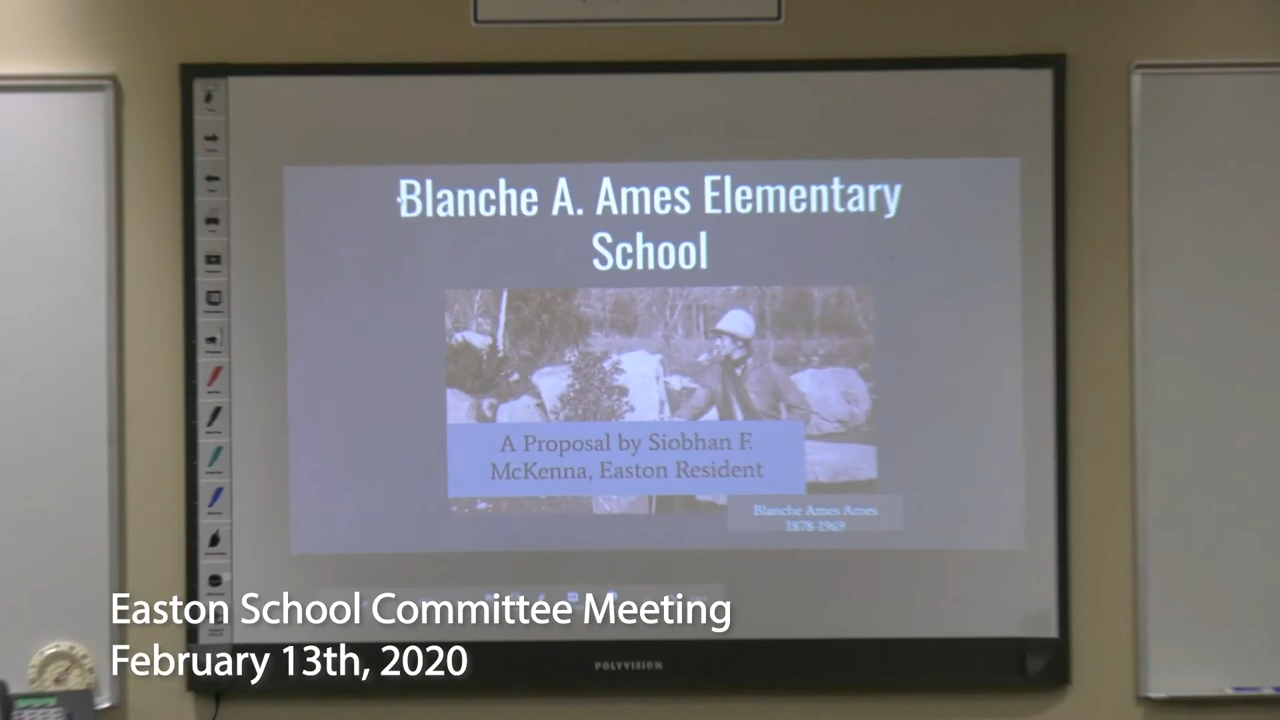 Blanche A. Ames Elementary
School
A Proposal by Siobhan F.
McKenna, Easton Resident
Blanche Ames Ames
1878-1969
Easton School Committee Meeting
February 13th, 2020
POLYVISION